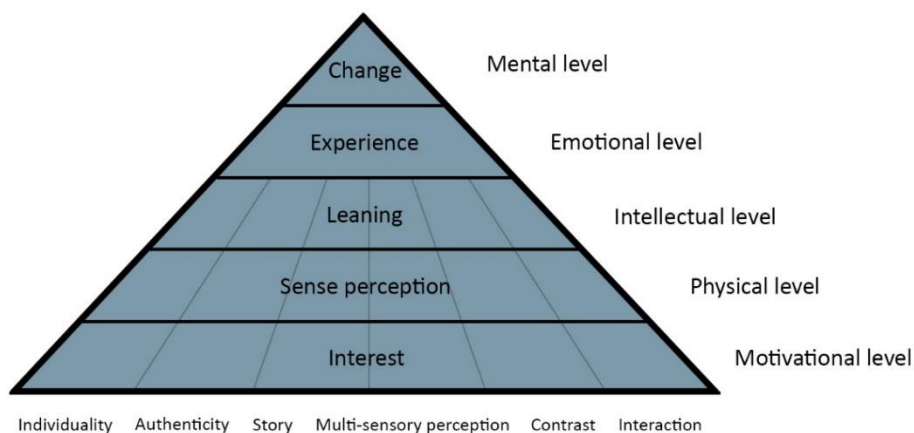 Change
Mental level
Experience
Emotional level
Leaning
Intellectual level
Sense perception
Physical level
Interest
Motivational level
Individuality Authenticity Story Multi-sensory perception Contrast Interaction